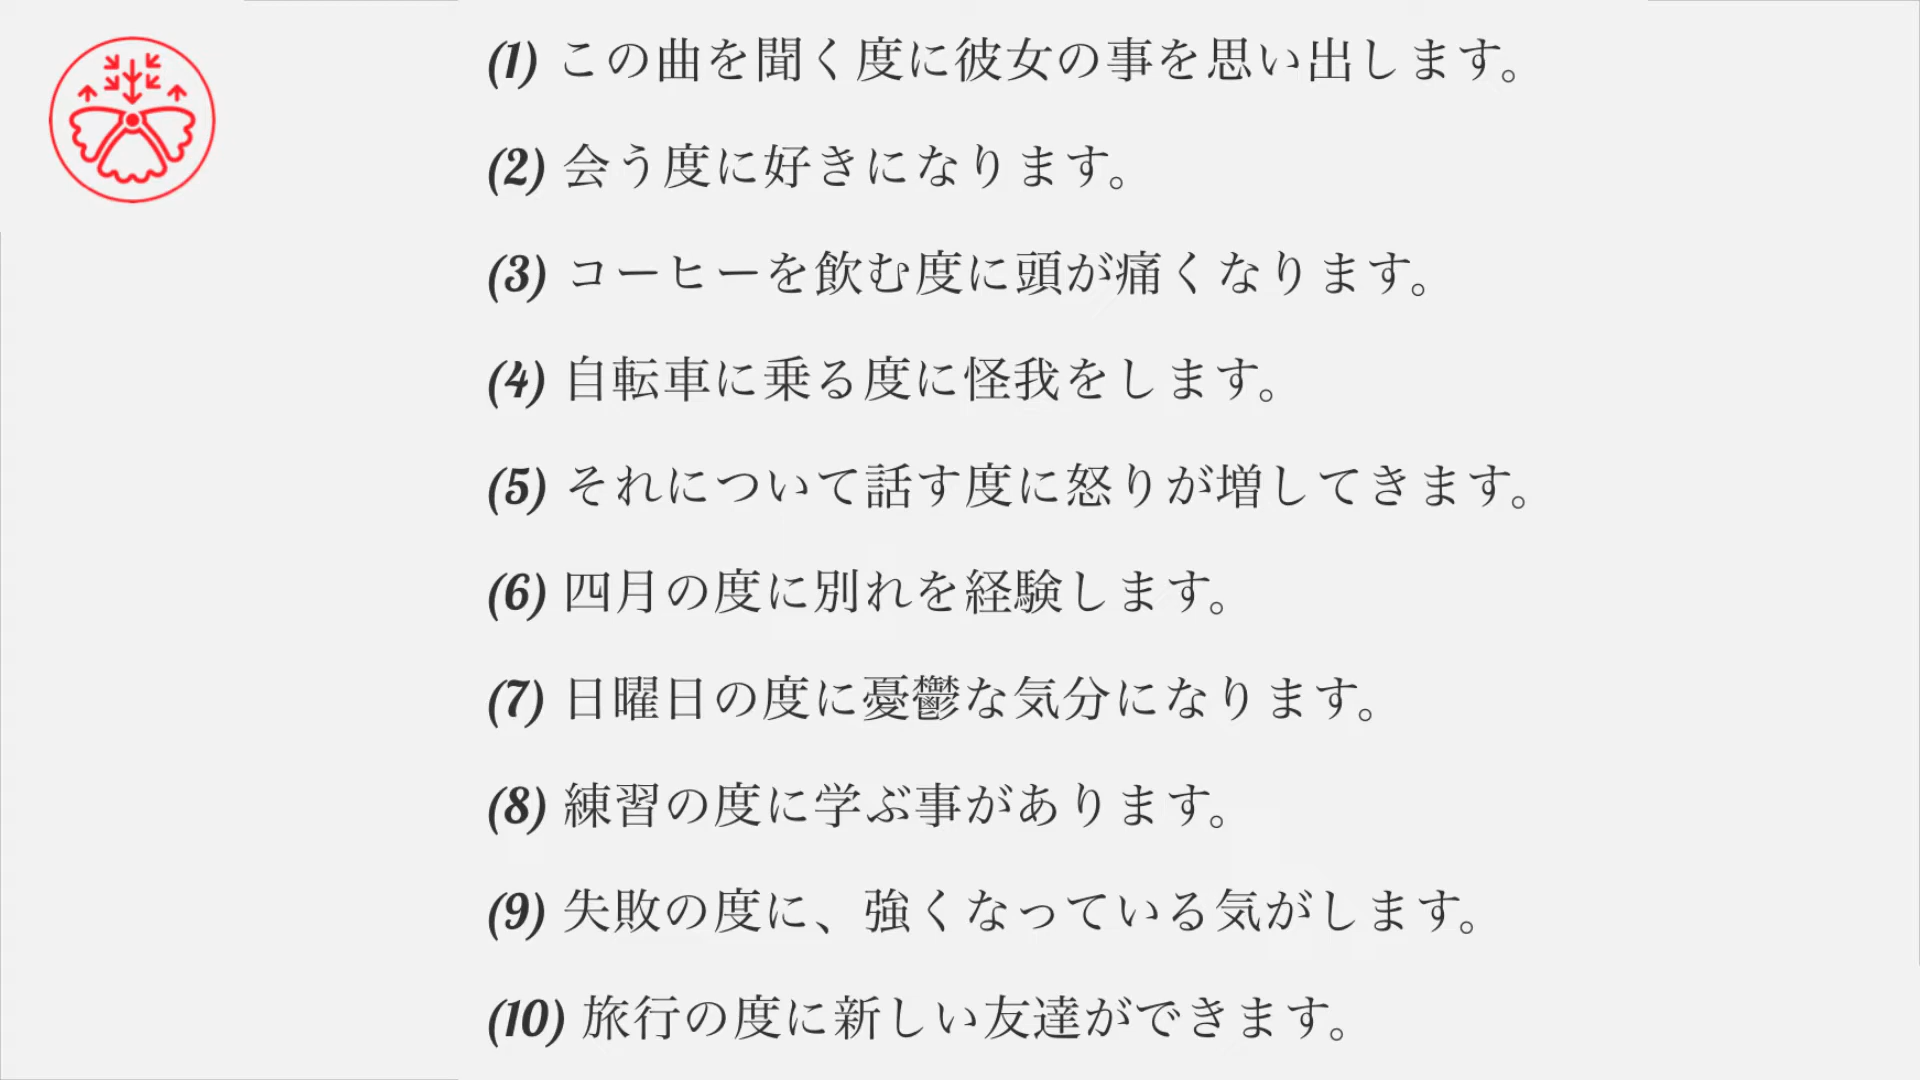 (1) この曲を聞く度に彼女の事を思い出します。
(2) 会う度に好きになります。
(3) コーヒーを飲む度に頭が痛くなります。
(4) 自転車に乗る度に怪我をします。
(5) それについて話す度に怒りが増してきます。
(6) 四月の度に別れを経験します。
(7) 日曜日の度に憂鬱な気分になります。
(8) 練習の度に学ぶ事があります。
(9) 失敗の度に、強くなっている気がします。
(10) 旅行の度に新しい友達ができます。